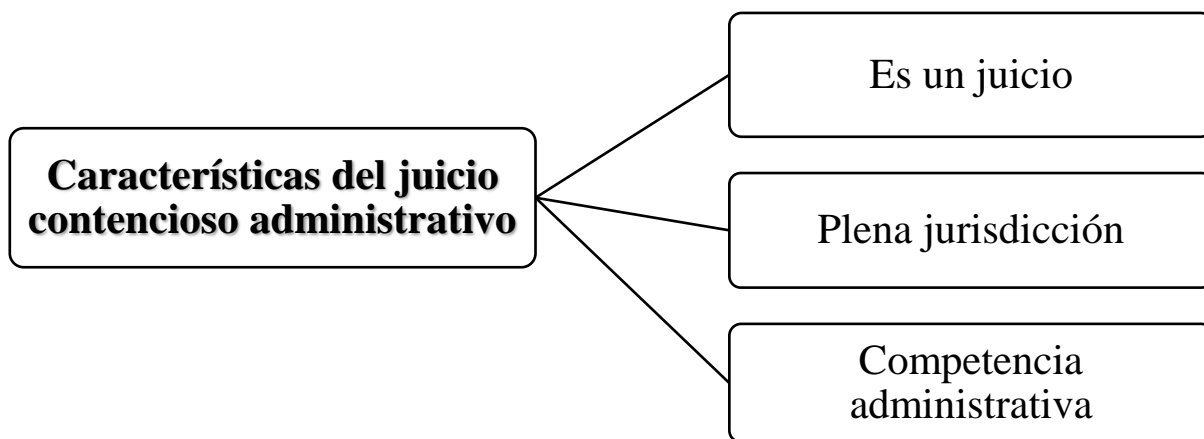 Características del juicio
contencioso administrativo
Es un juicio
Plena jurisdicción
Competencia
administrativa